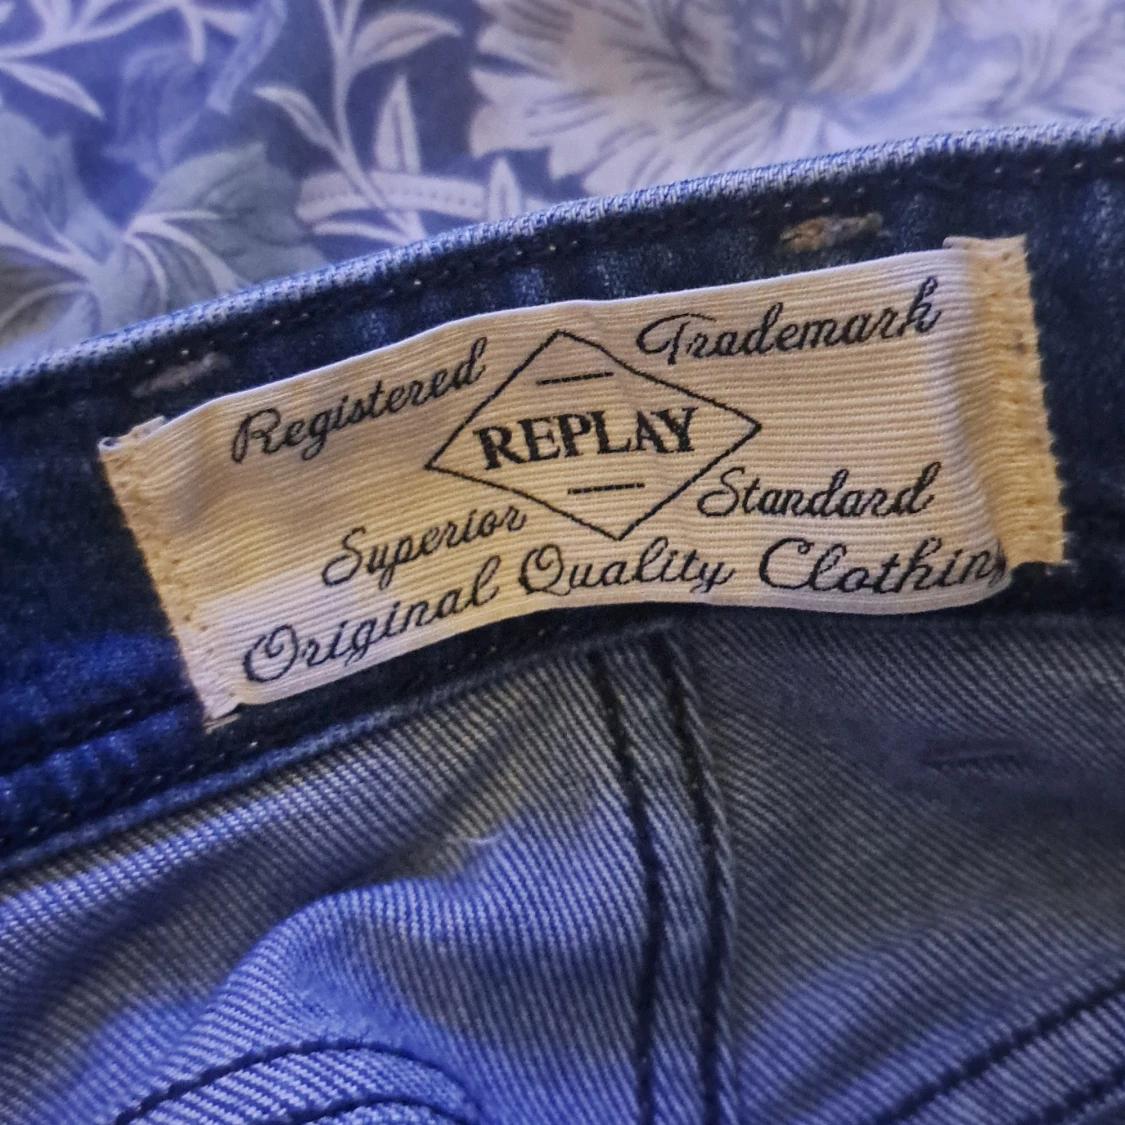 Registered Trademark
REPLAY
Superior Standard
Original Quality Clothing